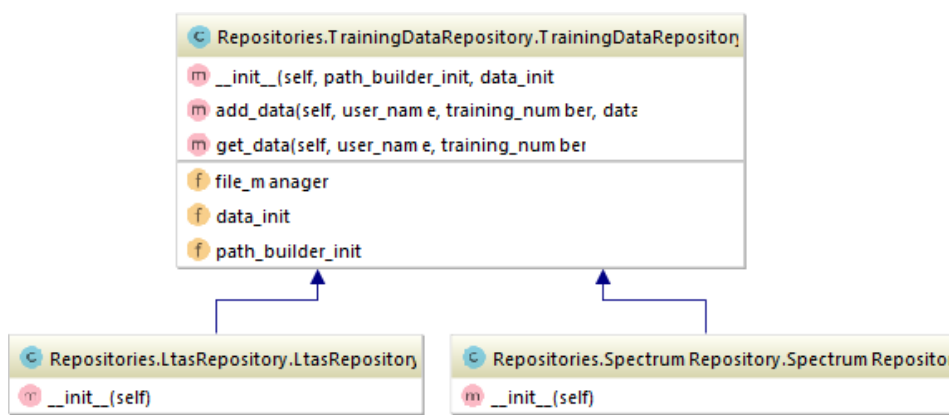 C Repositories.TrainingDataRepository.TrainingDataRepository
m __init__(self, path_builder_init, data_init
m add_data(self, user_name, training_number, data
m get_data(self, user_name, training_number
f file_manager
f data_init
f path_builder_init
C Repositories.LtasRepository.LtasRepository
m __init__(self)
C Repositories.SpectrumRepository.SpectrumReposito
m __init__(self)